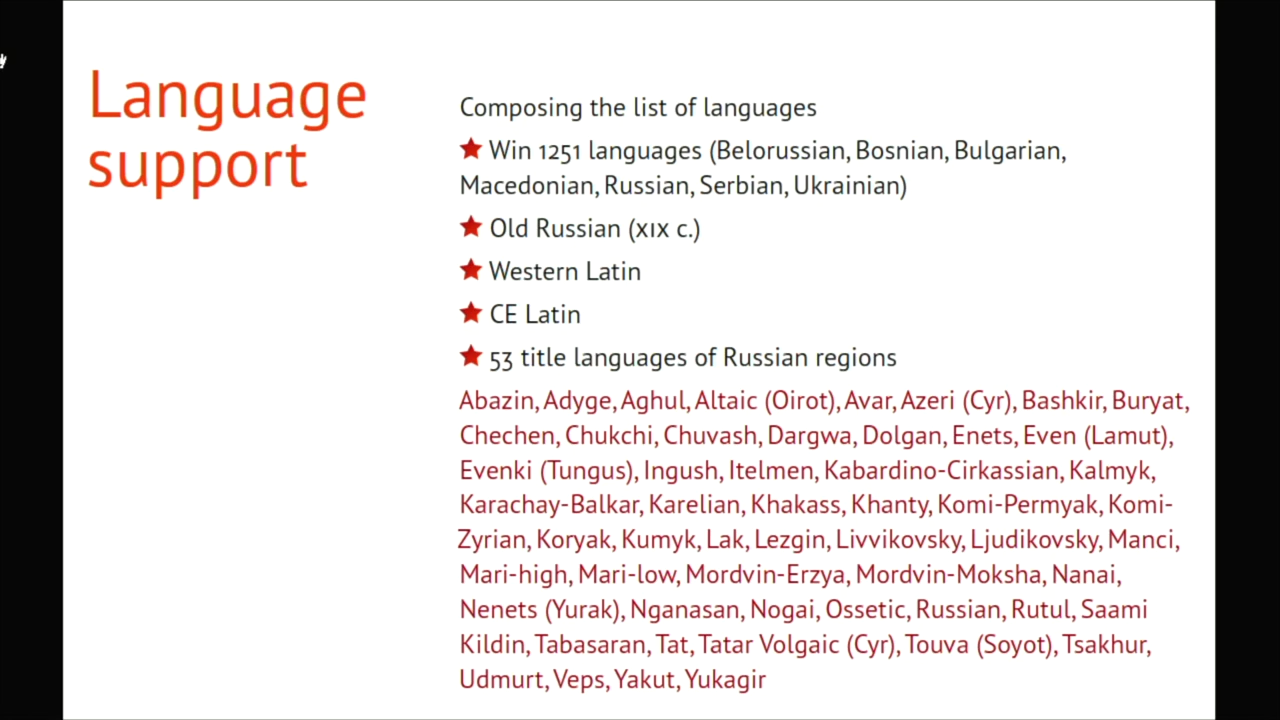 Language
support
Composing the list of languages
★ Win 1251 languages (Belorussian, Bosnian, Bulgarian,
Macedonian, Russian, Serbian, Ukrainian)
★ Old Russian (XIX c.)
★ Western Latin
★ CE Latin
★ 53 title languages of Russian regions
Abazin, Adyge, Aghul, Altaic (Oirot), Avar, Azeri (Cyr), Bashkir, Buryat,
Chechen, Chukchi, Chuvash, Dargwa, Dolgan, Enets, Even (Lamut),
Evenki (Tungus), Ingush, Itelmen, Kabardino-Cirkassian, Kalmyk,
Karachay-Balkar, Karelian, Khakass, Khanty, Komi-Permyak, Komi-
Zyrian, Koryak, Kumyk, Lak, Lezgin, Livvikovsky, Ljudikovsky, Manci,
Mari-high, Mari-low, Mordvin-Erzya, Mordvin-Moksha, Nanai,
Nenets (Yurak), Nganasan, Nogai, Ossetic, Russian, Rutul, Saami
Kildin, Tabasaran, Tat, Tatar Volgaic (Cyr), Touva (Soyot), Tsakhur,
Udmurt, Veps, Yakut, Yukagir